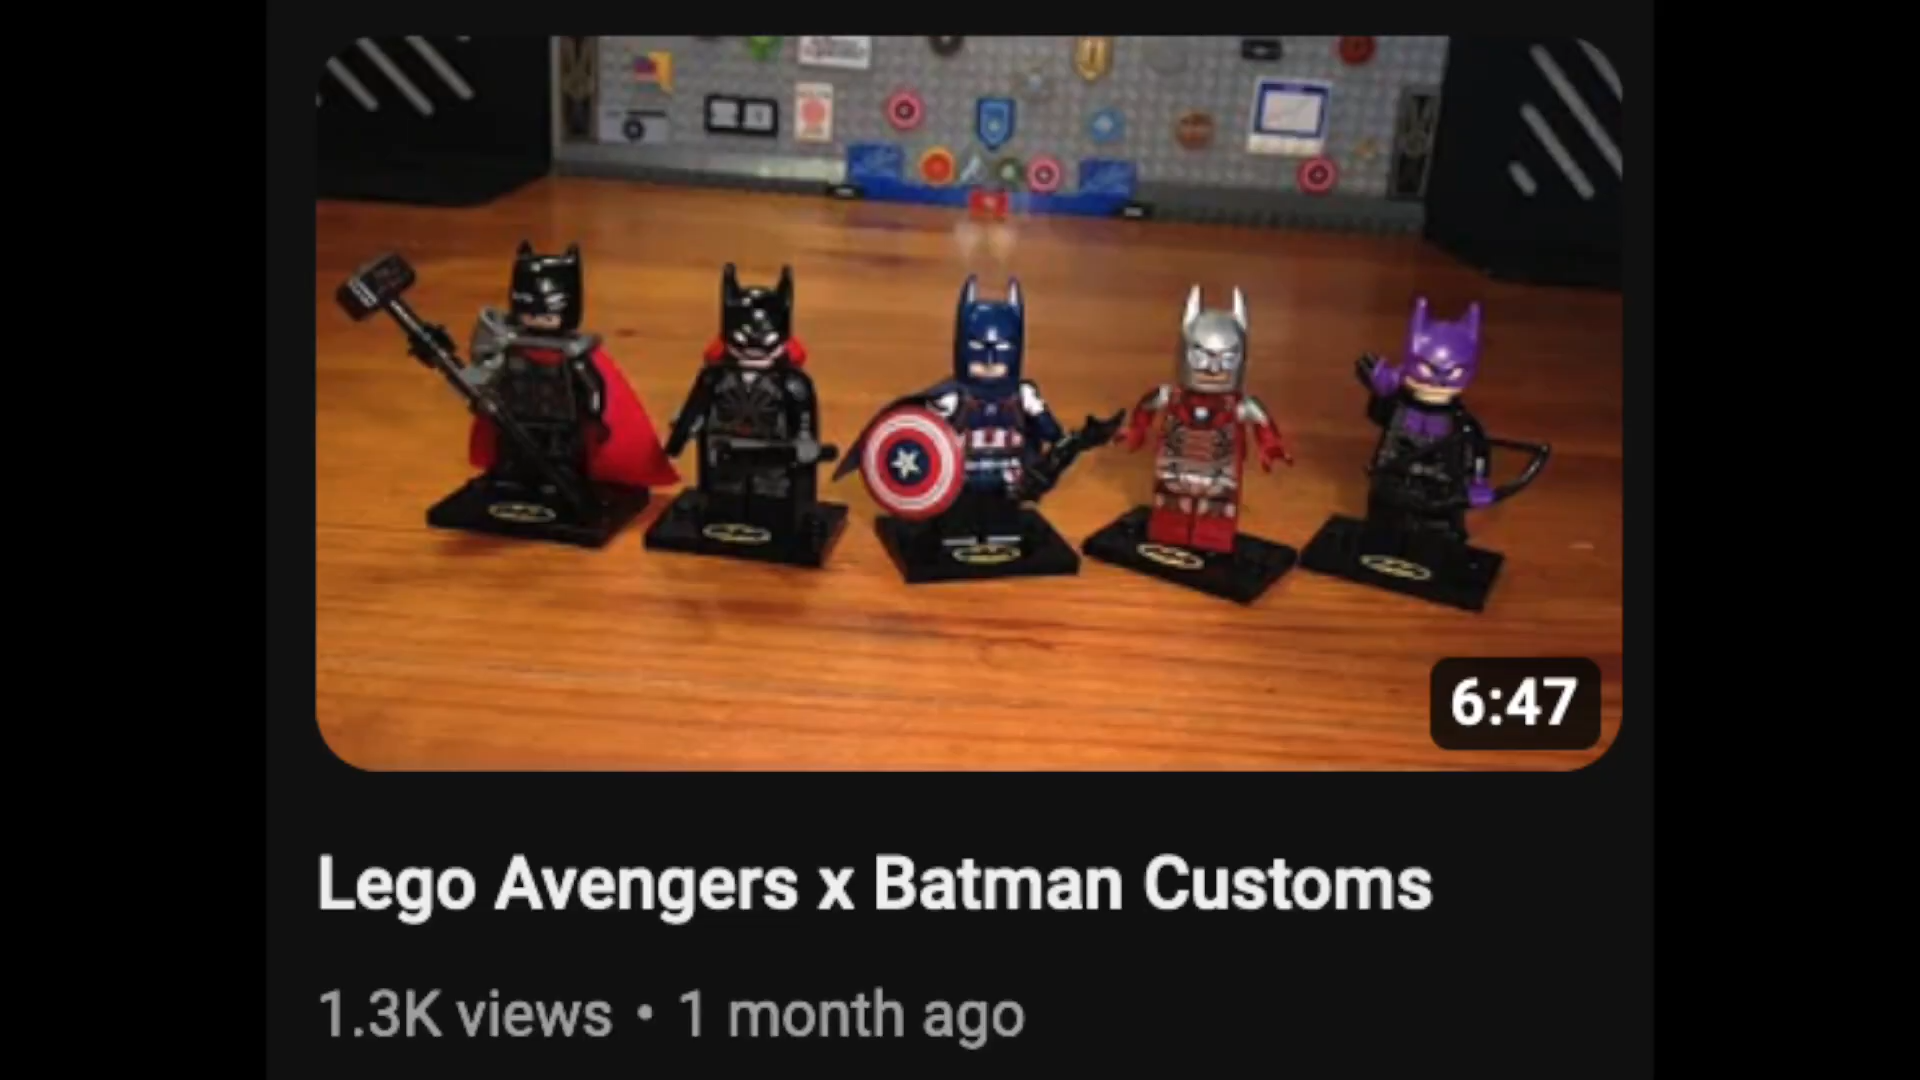 6:47
Lego Avengers x Batman Customs
1.3K views • 1 month ago